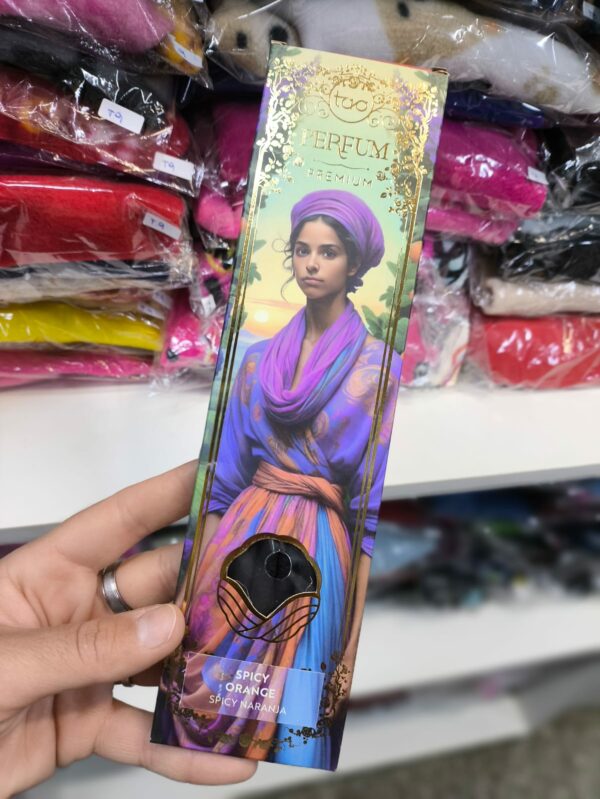 tao
PERFUM
PREMIUM
SPICY
ORANGE
SPICY NARANJA